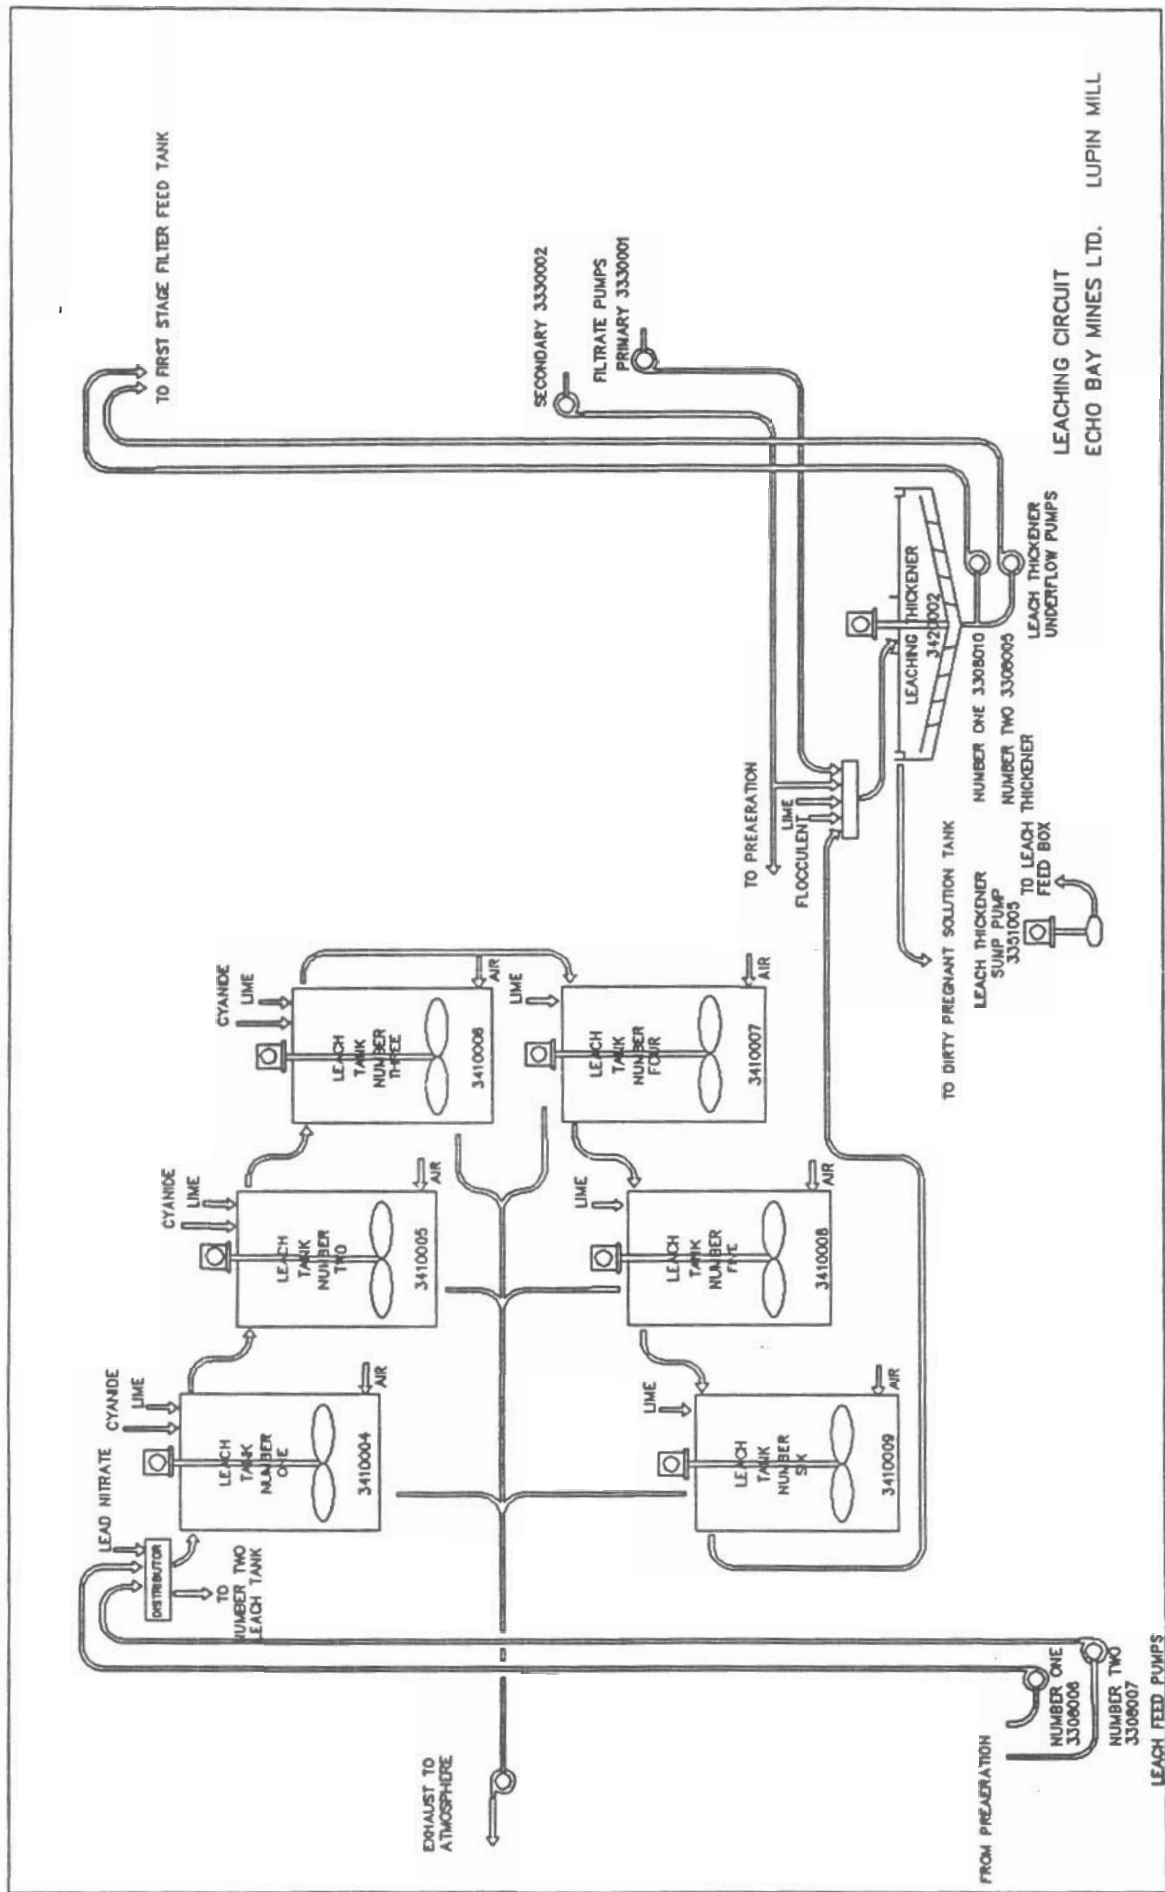 TO FIRST STAGE FILTER FEED TANK
SECONDARY 3330002
FILTRATE PUMPS
PRIMARY 3330001
LEAD NITRATE
CYANIDE
LIME
CYANIDE
LIME
CYANIDE
LIME
DISTRIBUTOR
TO
NUMBER TWO
LEACH TANK
LEACH
TANK
NUMBER
ONE
3410004
AIR
LEACH
TANK
NUMBER
TWO
3410005
AIR
LEACH
TANK
NUMBER
THREE
3410006
AIR
EXHAUST TO
ATMOSPHERE
LIME
LEACH
TANK
NUMBER
SIX
3410009
AIR
LIME
LEACH
TANK
NUMBER
FIVE
3410008
AIR
LIME
LEACH
TANK
NUMBER
FOUR
3410007
AIR
TO PREAERATION
LIME
FLOCCULENT
LEACHING THICKENER
3420002
TO DIRTY PREGNANT SOLUTION TANK
LEACH THICKENER
SUMP PUMP
3351005
TO LEACH THICKENER
FEED BOX
NUMBER ONE 3308010
NUMBER TWO 3308005
LEACH THICKENER
UNDERFLOW PUMPS
FROM PREAERATION
NUMBER ONE
3308006
NUMBER TWO
3308007
LEACH FEED PUMPS
LEACHING CIRCUIT
ECHO BAY MINES LTD. LUPIN MILL